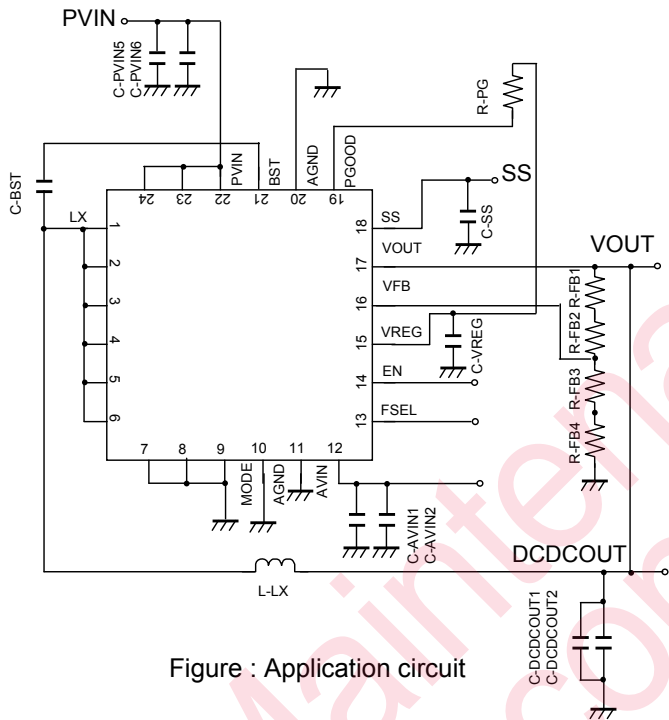 PVIN
C-PVIN5
C-PVIN6
R-PG
C-BST
PVIN
BST
AGND
PGOOD
24
23
22
21
20
19
LX
1
2
3
4
5
6
SS
18
SS
C-SS
VOUT
17
VOUT
VFB
16
R-FB1
R-FB2
VREG
15
C-VREG
EN
14
R-FB3
FSEL
13
R-FB4
7
8
9
10
11
12
MODE
AGND
AVIN
C-AVIN1
C-AVIN2
DCDCOUT
L-LX
C-DCDCOUT1
C-DCDCOUT2
Figure : Application circuit